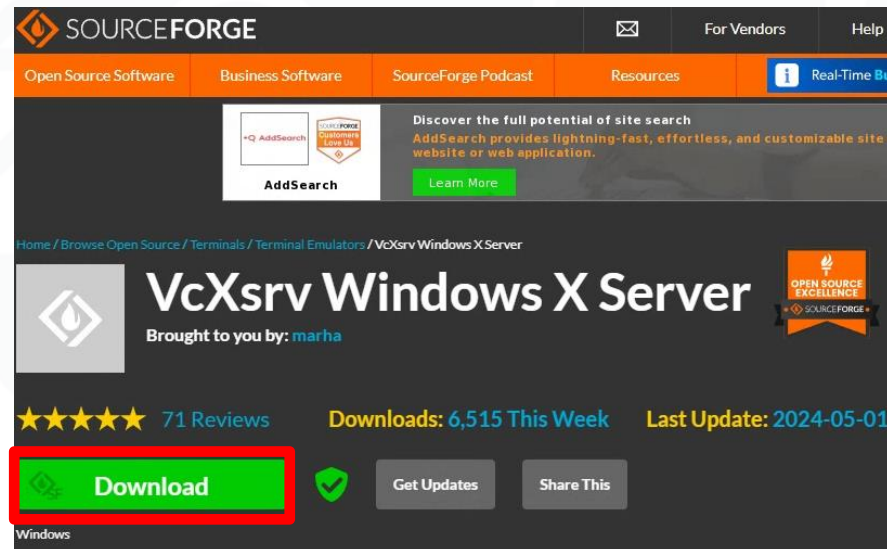 SOURCEFORGE
For Vendors Help
Open Source Software Business Software SourceForge Podcast Resources i Real-Time
Discover the full potential of site search
AddSearch provides lightning-fast, effortless, and customizable site
website or web application.
AddSearch
SOURCEFORGE
Customers
Love Us
AddSearch
Learn More
Home / Browse Open Source / Terminals / Terminal Emulators / VcXsrv Windows X Server
VcXsrv Windows X Server
Brought to you by: marha
OPEN SOURCE
EXCELLENCE
SOURCEFORGE
71 Reviews Downloads: 6,515 This Week Last Update: 2024-05-01
SF Download Get Updates Share This
Windows